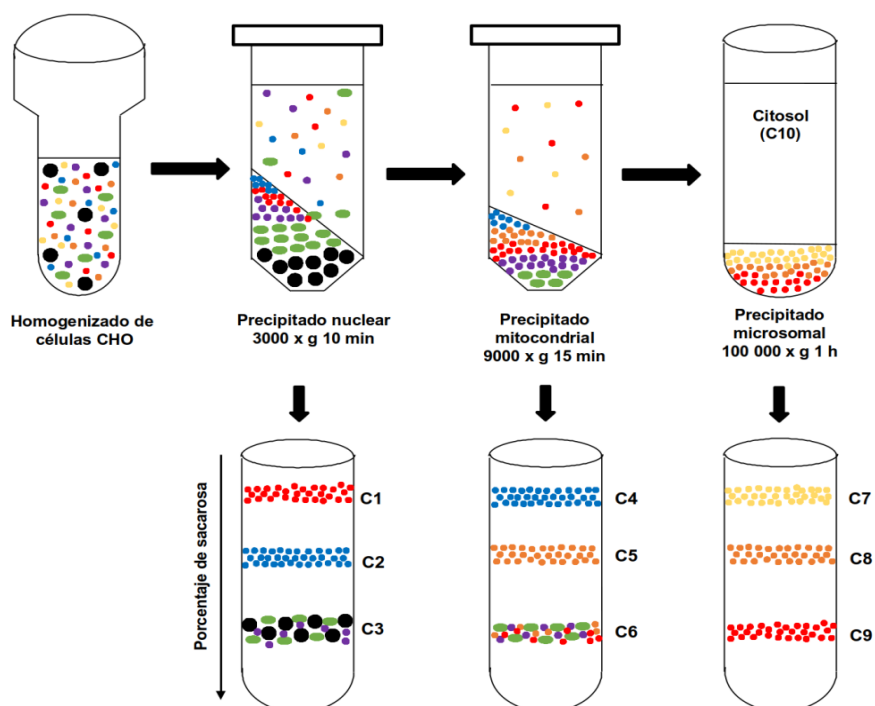 Citosol
(C10)
Homogenizado de
células CHO
Precipitado nuclear
3000 x g 10 min
Precipitado
mitocondrial
9000 x g 15 min
Precipitado
microsomal
100 000 x g 1 h
Porcentaje de sacarosa
C1
C2
C3
C4
C5
C6
C7
C8
C9